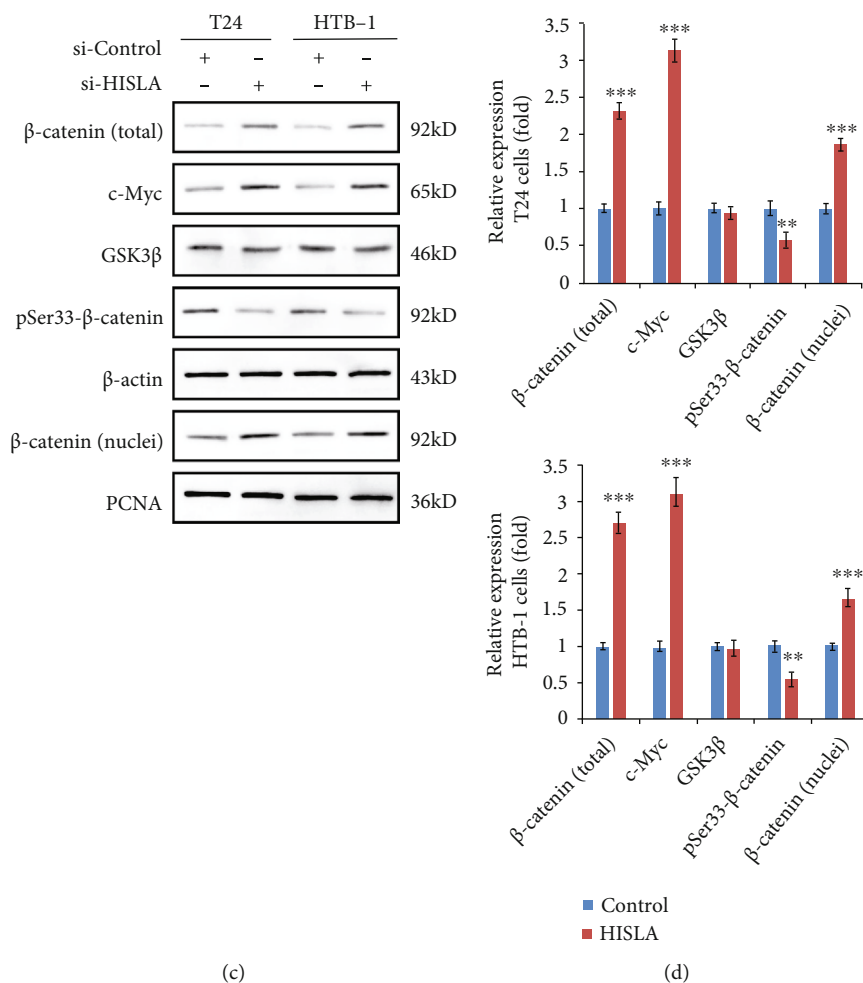 T24 HTB–1
si-Control + – + –
si-HISLA – + – +
β-catenin (total) 92kD
c-Myc 65kD
GSK3β 46kD
pSer33-β-catenin 92kD
β-actin 43kD
β-catenin (nuclei) 92kD
PCNA 36kD
(c)
Relative expression
T24 cells (fold)
3.5
3
2.5
2
1.5
1
0.5
0
***
***
**
***
β-catenin (total)
c-Myc
GSK3β
pSer33-β-catenin
β-catenin (nuclei)
Relative expression
HTB-1 cells (fold)
3.5
3
2.5
2
1.5
1
0.5
0
***
***
**
***
β-catenin (total)
c-Myc
GSK3β
pSer33-β-catenin
β-catenin (nuclei)
Control
HISLA
(d)